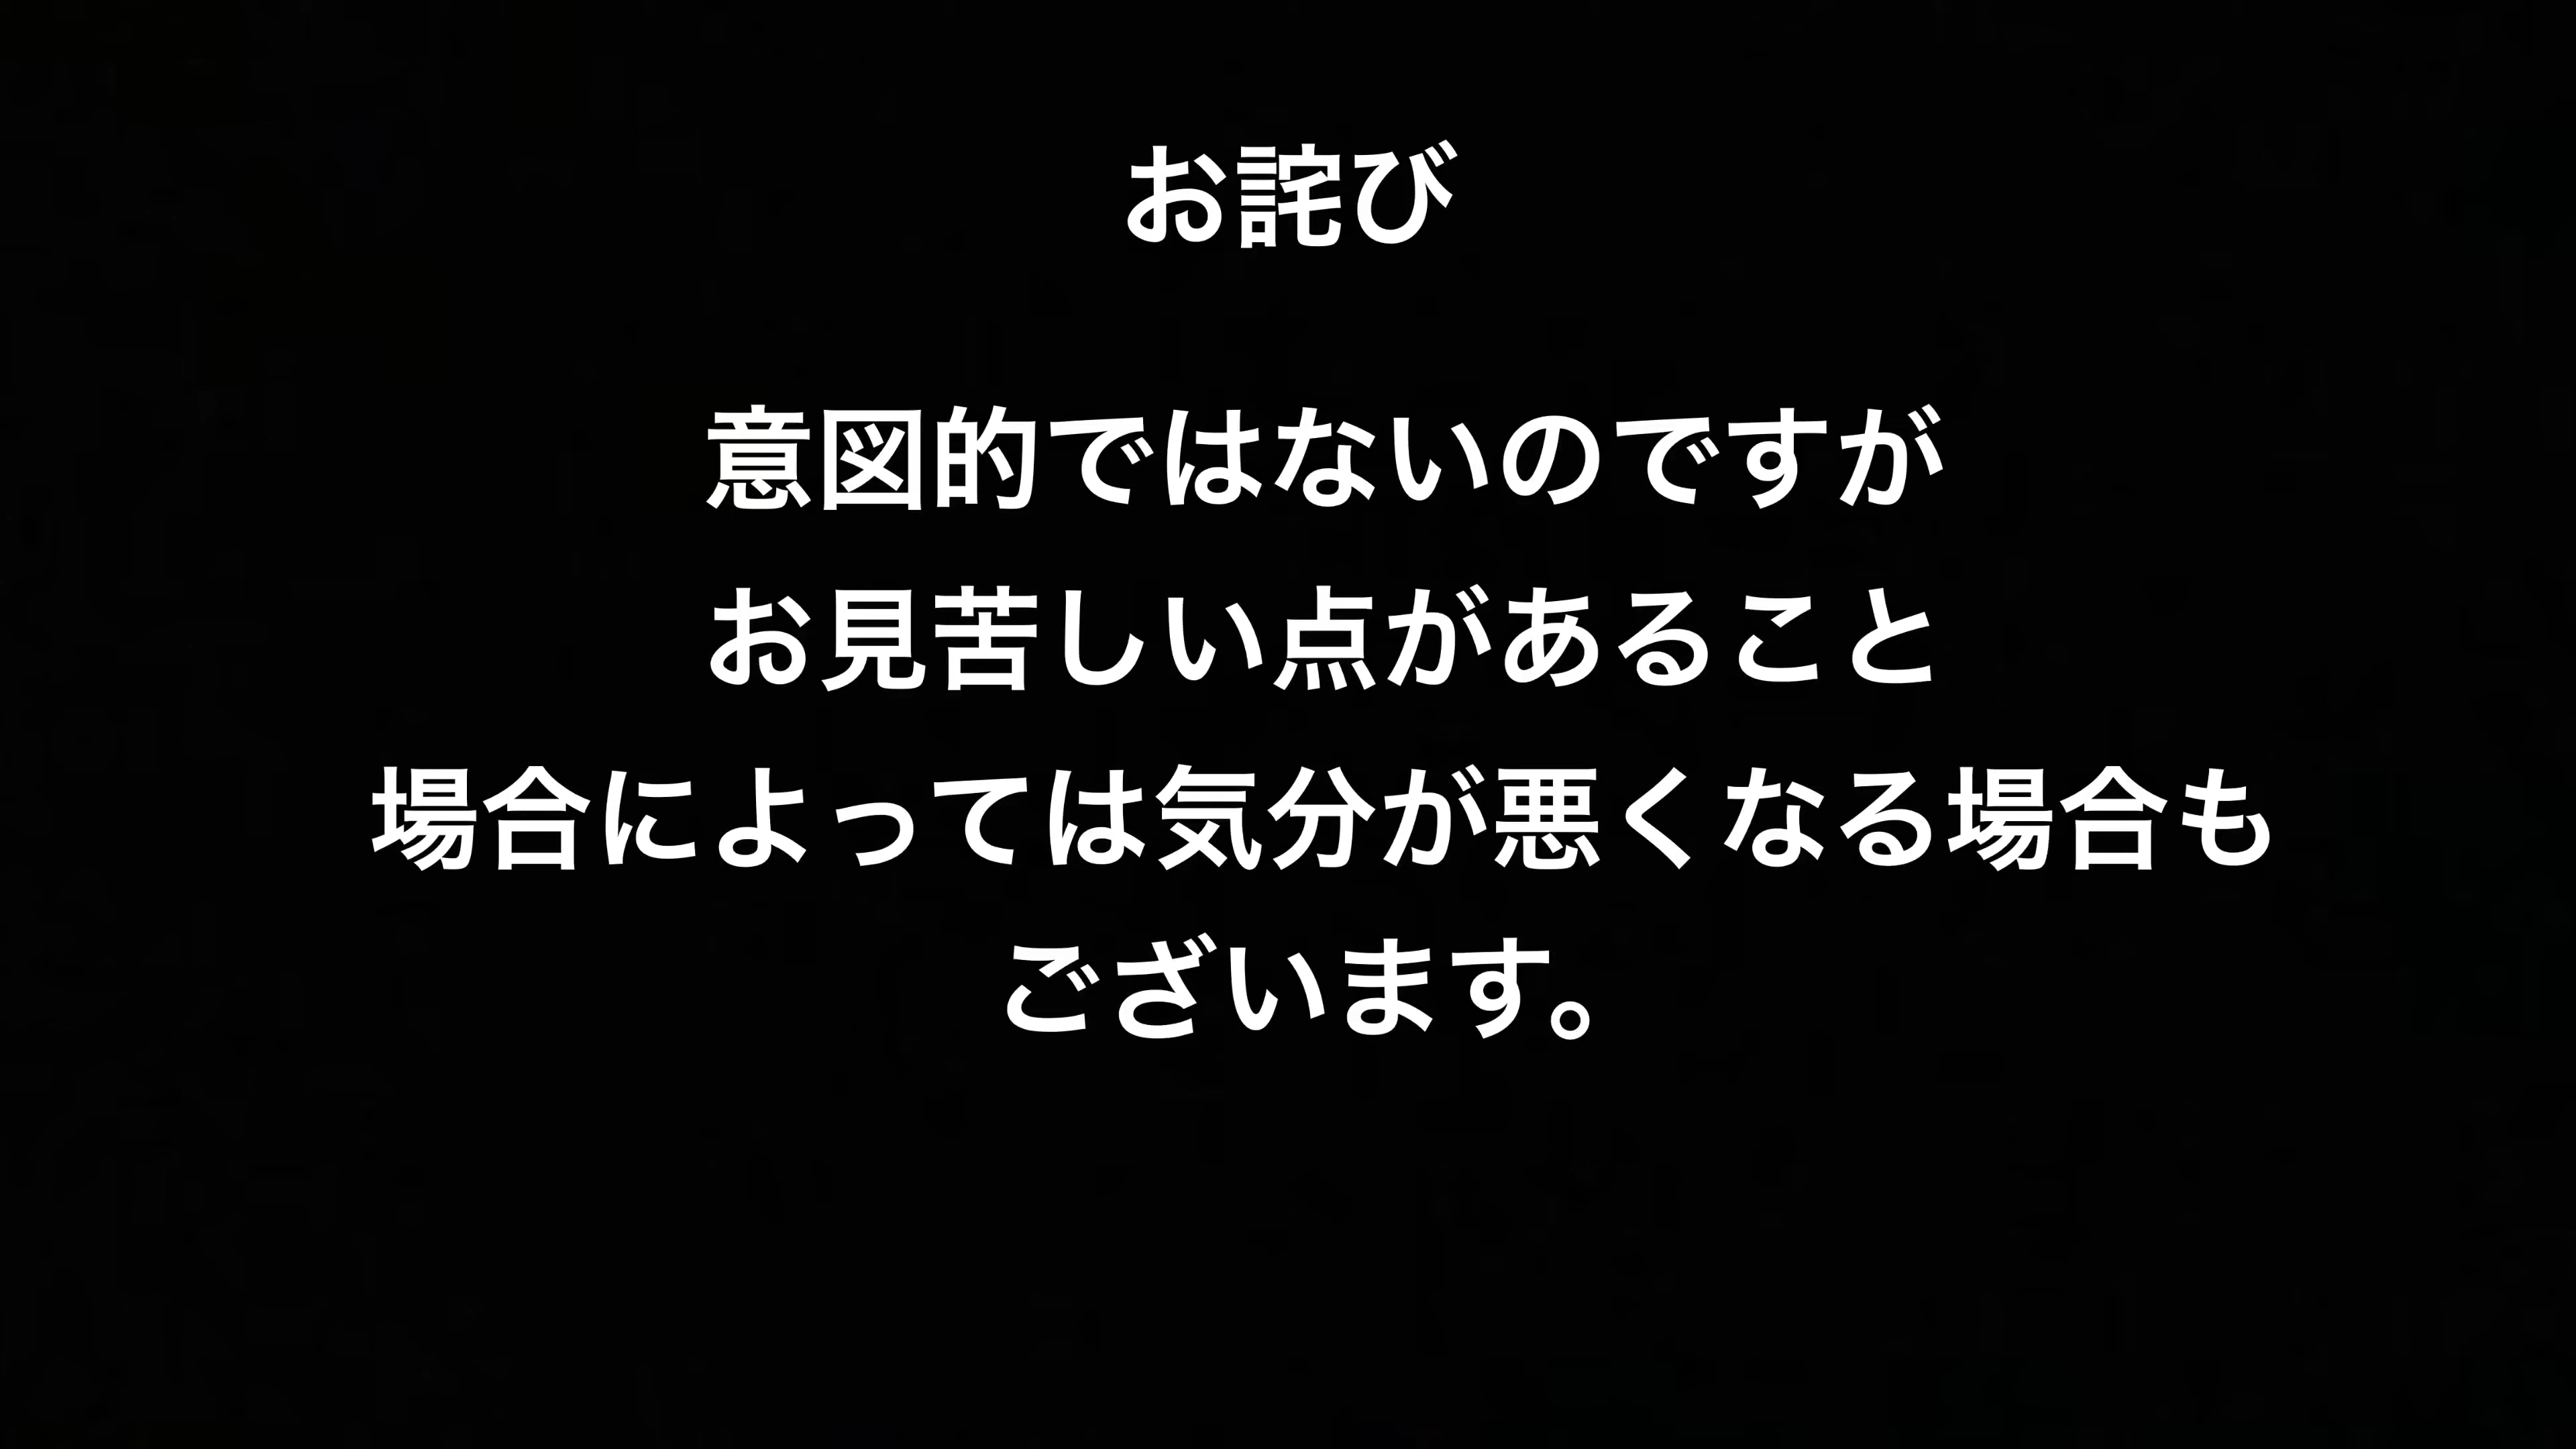 お詫び
意図的ではないのですが
お見苦しい点があること
場合によっては気分が悪くなる場合も
ございます。